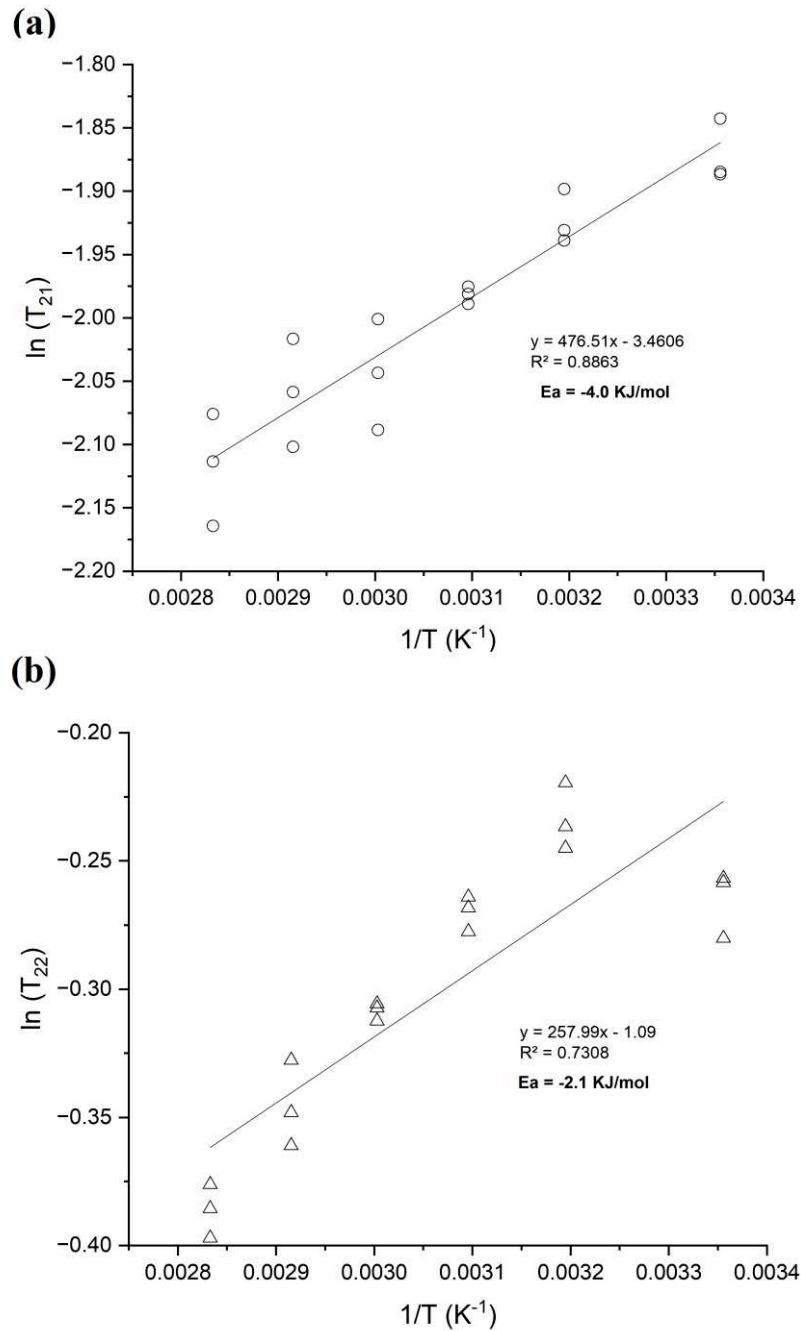 (a)
−1.80
−1.85
−1.90
−1.95
−2.00
−2.05
−2.10
−2.15
−2.20
ln (T₂₁)
y = 476.51x - 3.4606
R² = 0.8863
Ea = -4.0 KJ/mol
0.0028 0.0029 0.0030 0.0031 0.0032 0.0033 0.0034
1/T (K⁻¹)
(b)
−0.20
−0.25
−0.30
−0.35
−0.40
ln (T₂₂)
y = 257.99x - 1.09
R² = 0.7308
Ea = -2.1 KJ/mol
0.0028 0.0029 0.0030 0.0031 0.0032 0.0033 0.0034
1/T (K⁻¹)